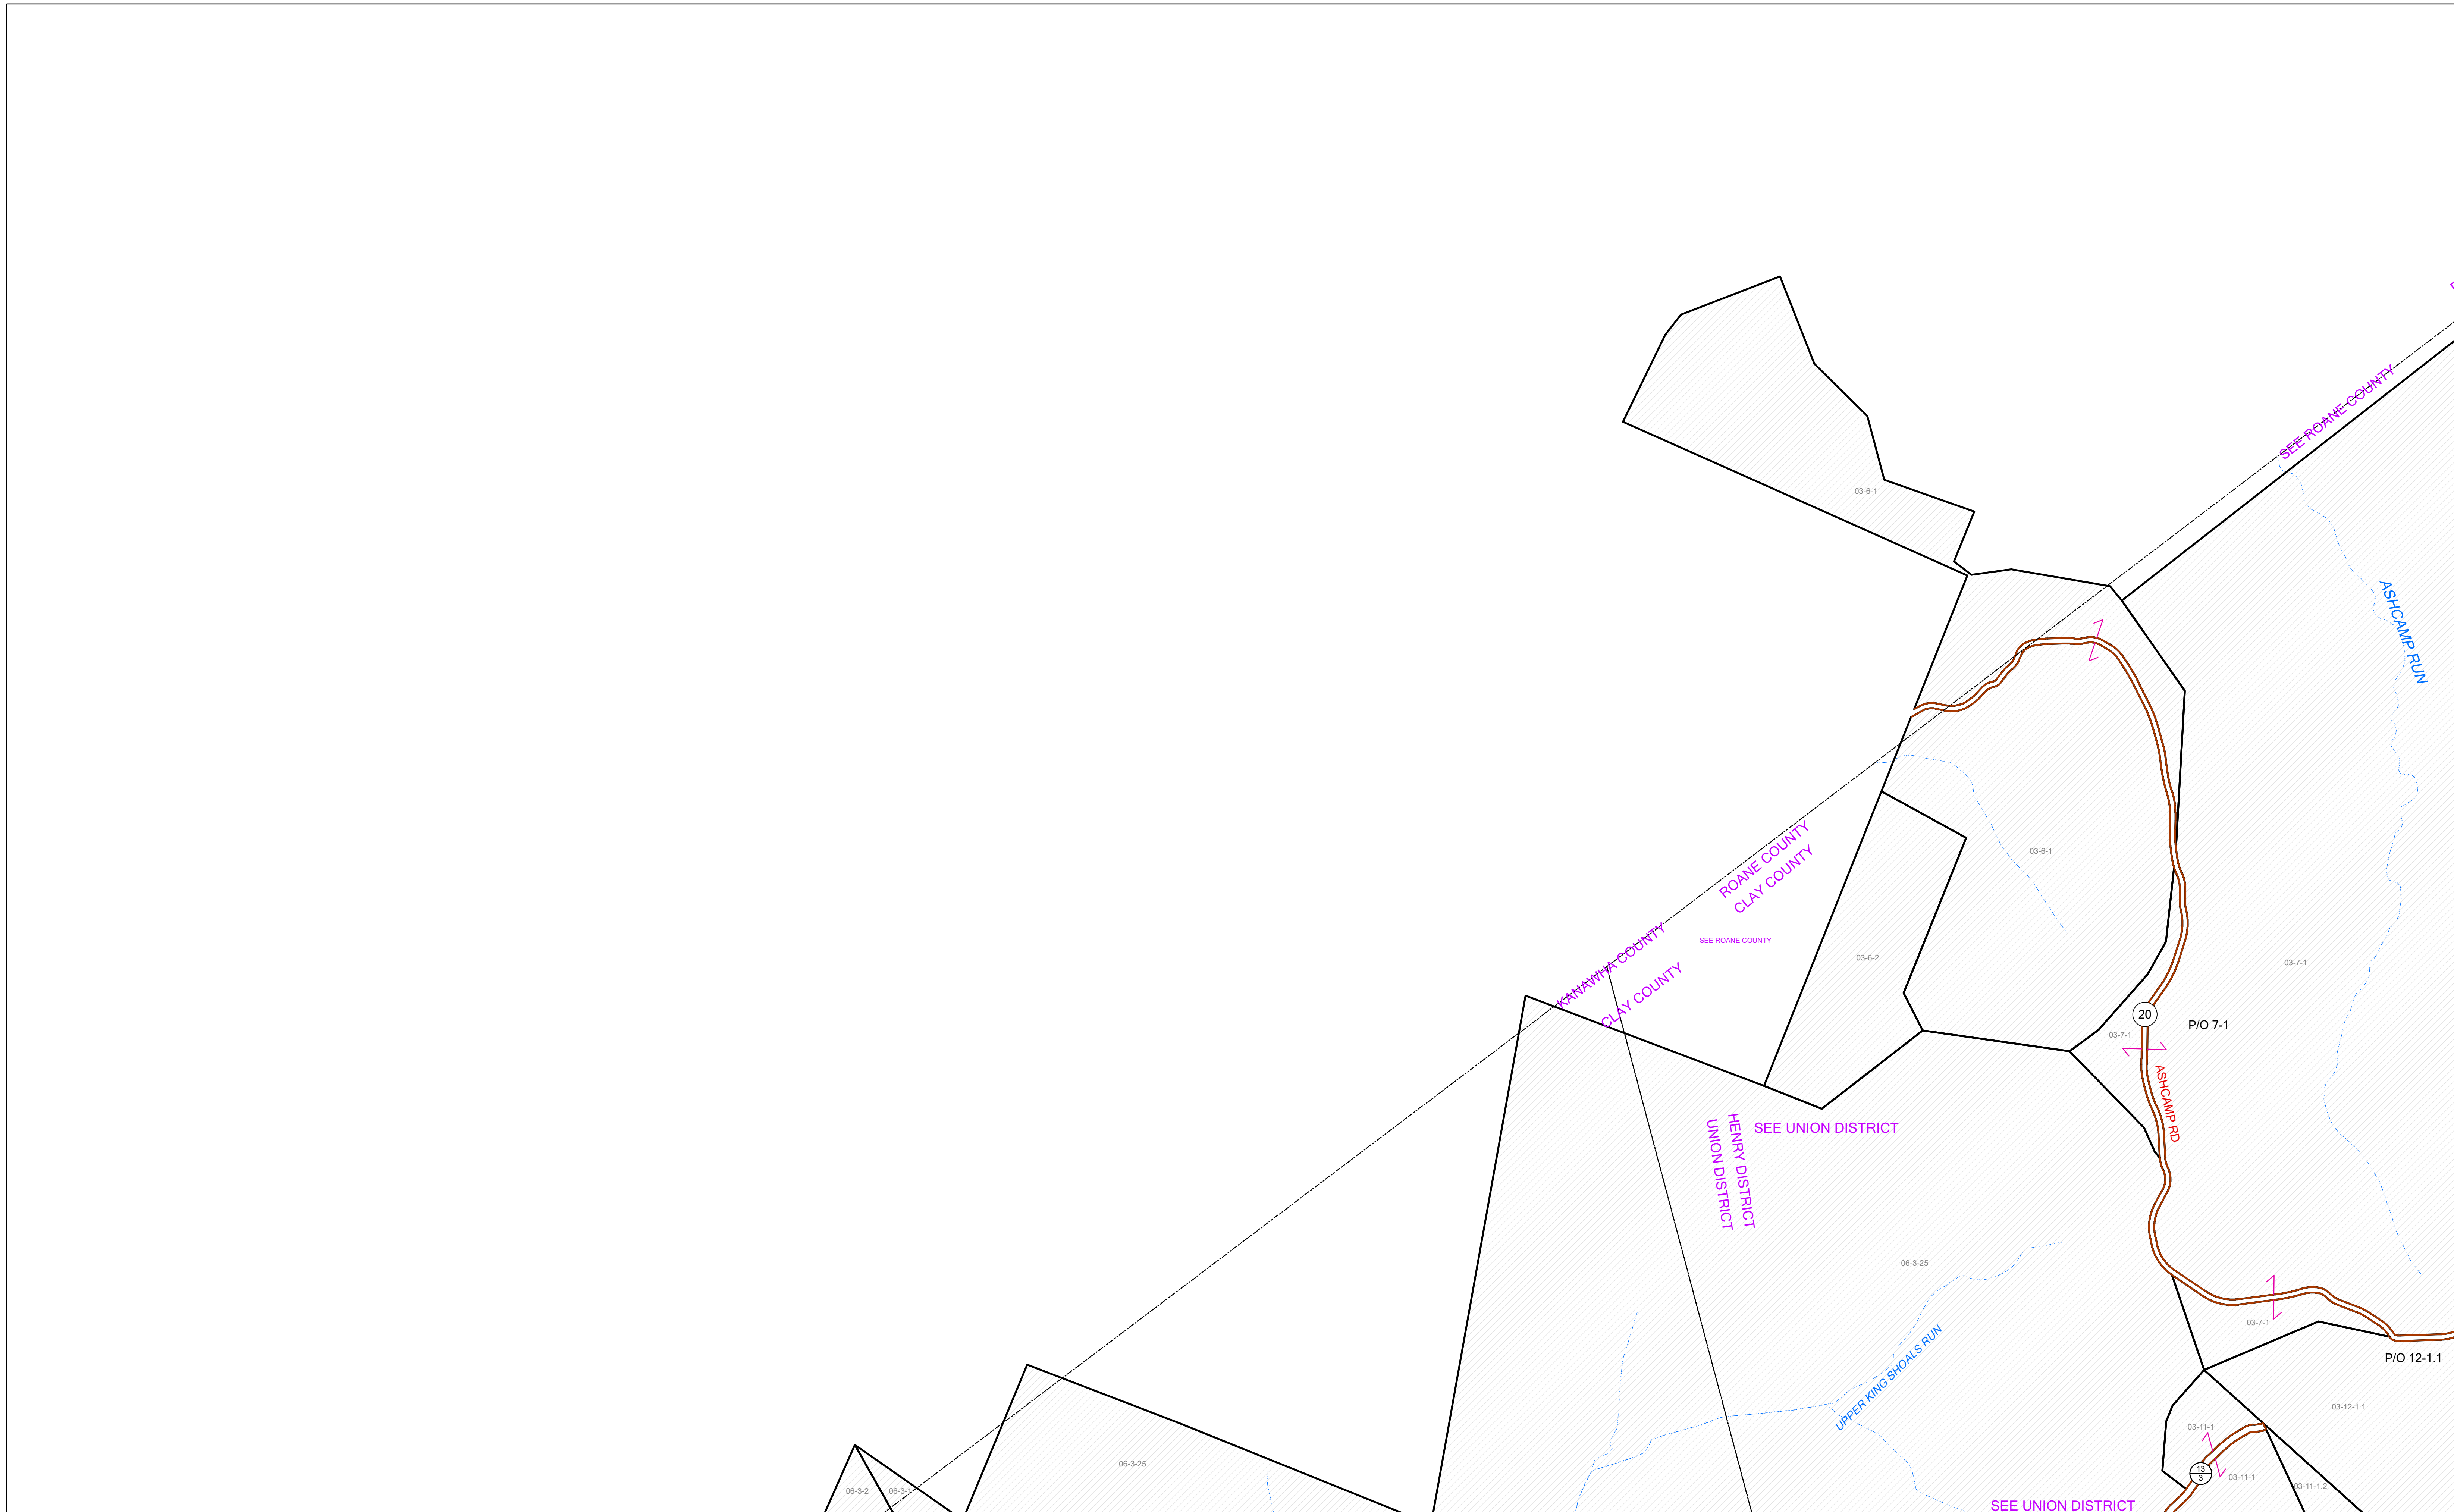 SEE ROANE COUNTY
03-6-1
ASHCAMP RUN
ROANE COUNTY
CLAY COUNTY
03-6-1
KANAWHA COUNTY
CLAY COUNTY
SEE ROANE COUNTY
03-6-2
03-7-1
20
P/O 7-1
03-7-1
ASHCAMP RD
HENRY DISTRICT
UNION DISTRICT
SEE UNION DISTRICT
06-3-25
03-7-1
UPPER KING SHOALS RUN
P/O 12-1.1
03-12-1.1
03-11-1
06-3-25
13
3
03-11-1
03-11-1.2
06-3-2
06-3-1
SEE UNION DISTRICT